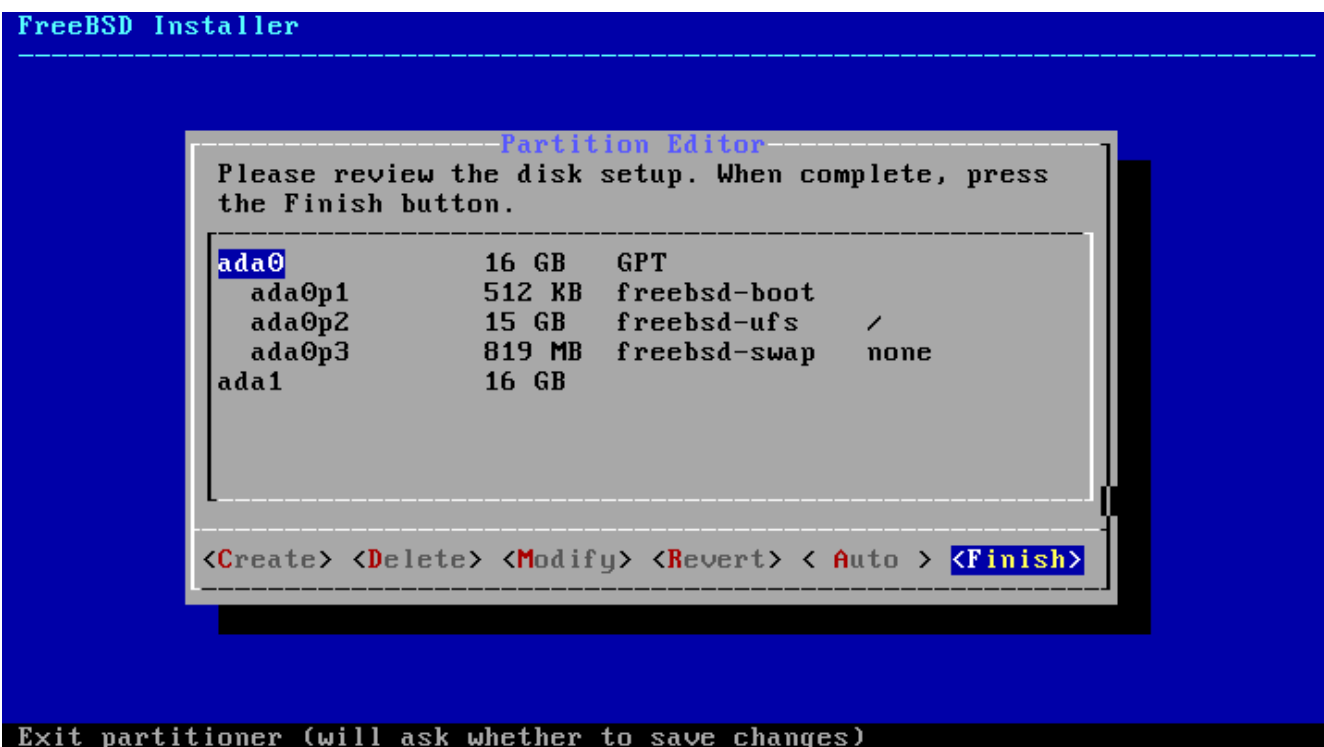 FreeBSD Installer
Partition Editor
Please review the disk setup. When complete, press
the Finish button.
ada0 16 GB GPT
ada0p1 512 KB freebsd-boot
ada0p2 15 GB freebsd-ufs /
ada0p3 819 MB freebsd-swap none
ada1 16 GB
<Create> <Delete> <Modify> <Revert> < Auto > <Finish>
Exit partitioner (will ask whether to save changes)